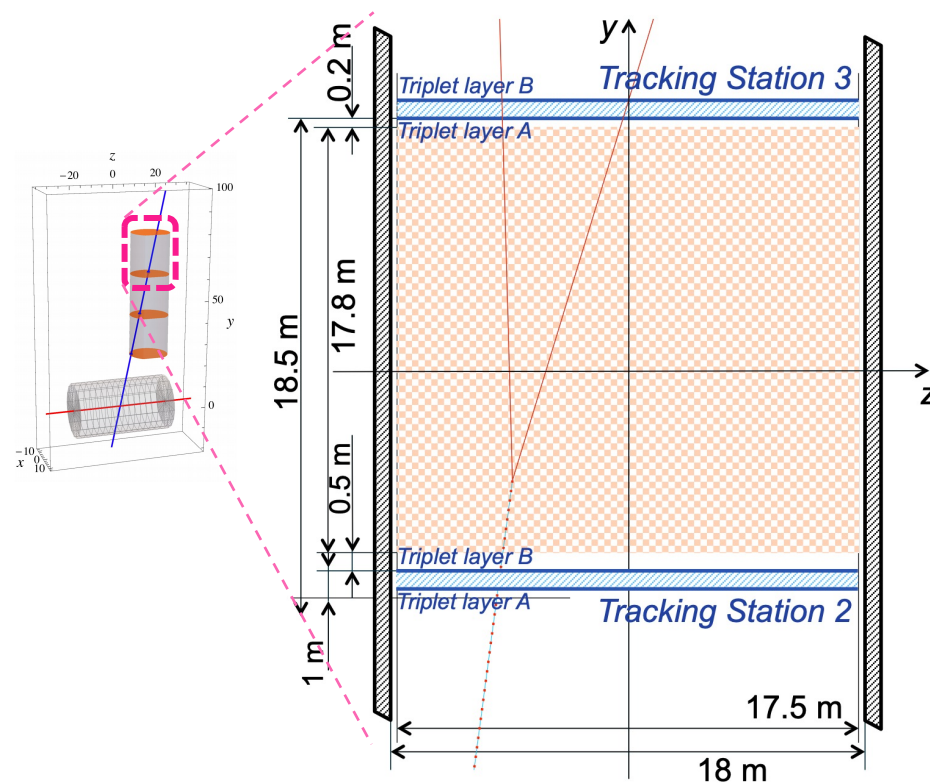 z
−20
0
20
100
50
y
0
−10
0
10
x
0.2 m
y
Triplet layer B
Tracking Station 3
Triplet layer A
18.5 m
17.8 m
z
0.5 m
Triplet layer B
Triplet layer A
Tracking Station 2
1 m
17.5 m
18 m